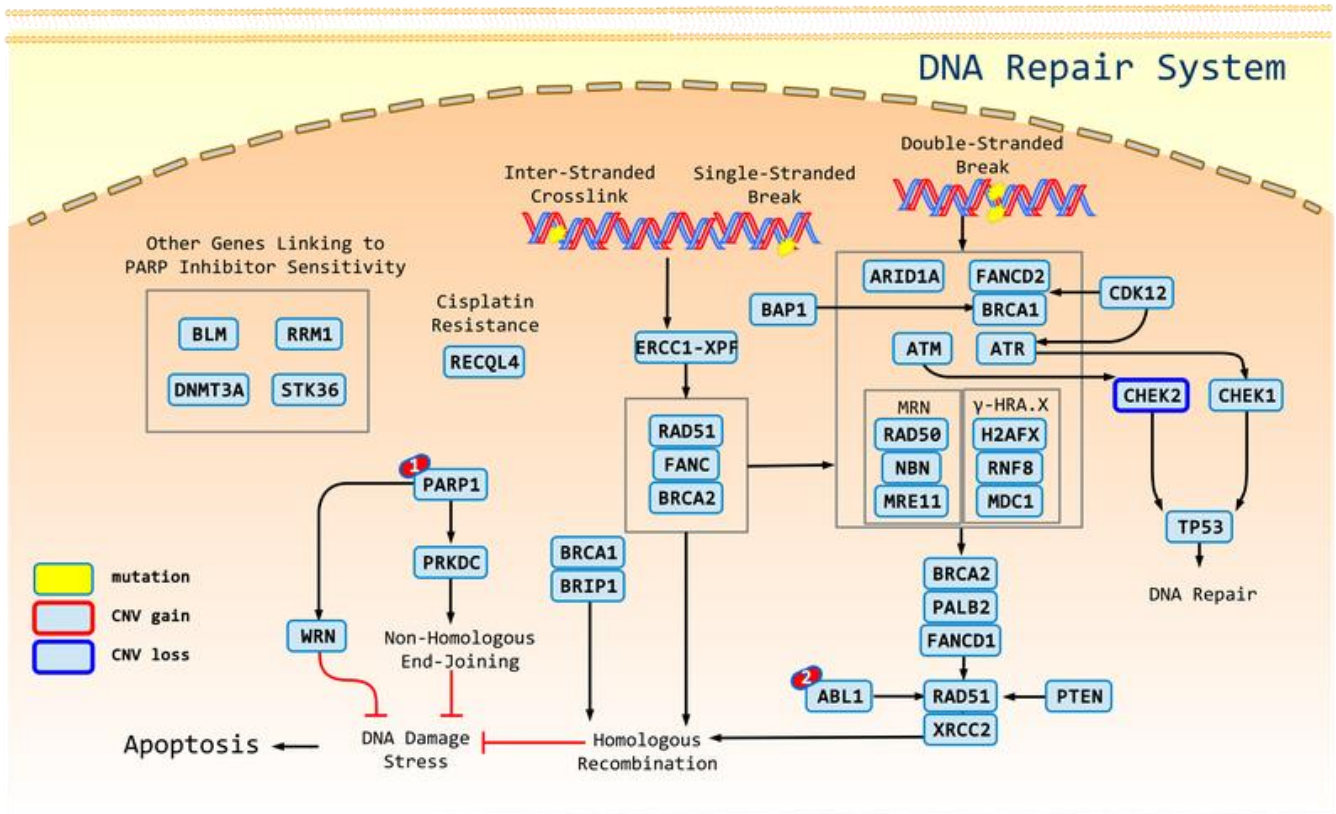 DNA Repair System
Double-Stranded
Break
Inter-Stranded
Crosslink
Single-Stranded
Break
Other Genes Linking to
PARP Inhibitor Sensitivity
BLM
RRM1
DNMT3A
STK36
Cisplatin
Resistance
RECQL4
ERCC1-XPF
RAD51
FANC
BRCA2
BAP1
ARID1A
FANCD2
BRCA1
CDK12
ATM
ATR
CHEK2
CHEK1
MRN
RAD50
NBN
MRE11
γ-HRA.X
H2AFX
RNF8
MDC1
TP53
DNA Repair
1
PARP1
PRKDC
WRN
Non-Homologous
End-Joining
BRCA1
BRIP1
BRCA2
PALB2
FANCD1
2
ABL1
RAD51
XRCC2
PTEN
mutation
CNV gain
CNV loss
Apoptosis
DNA Damage
Stress
Homologous
Recombination